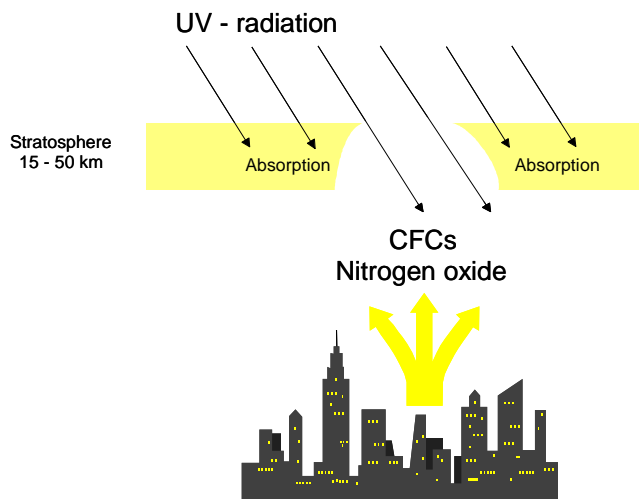 UV - radiation
Stratosphere
15 - 50 km
Absorption
Absorption
CFCs
Nitrogen oxide